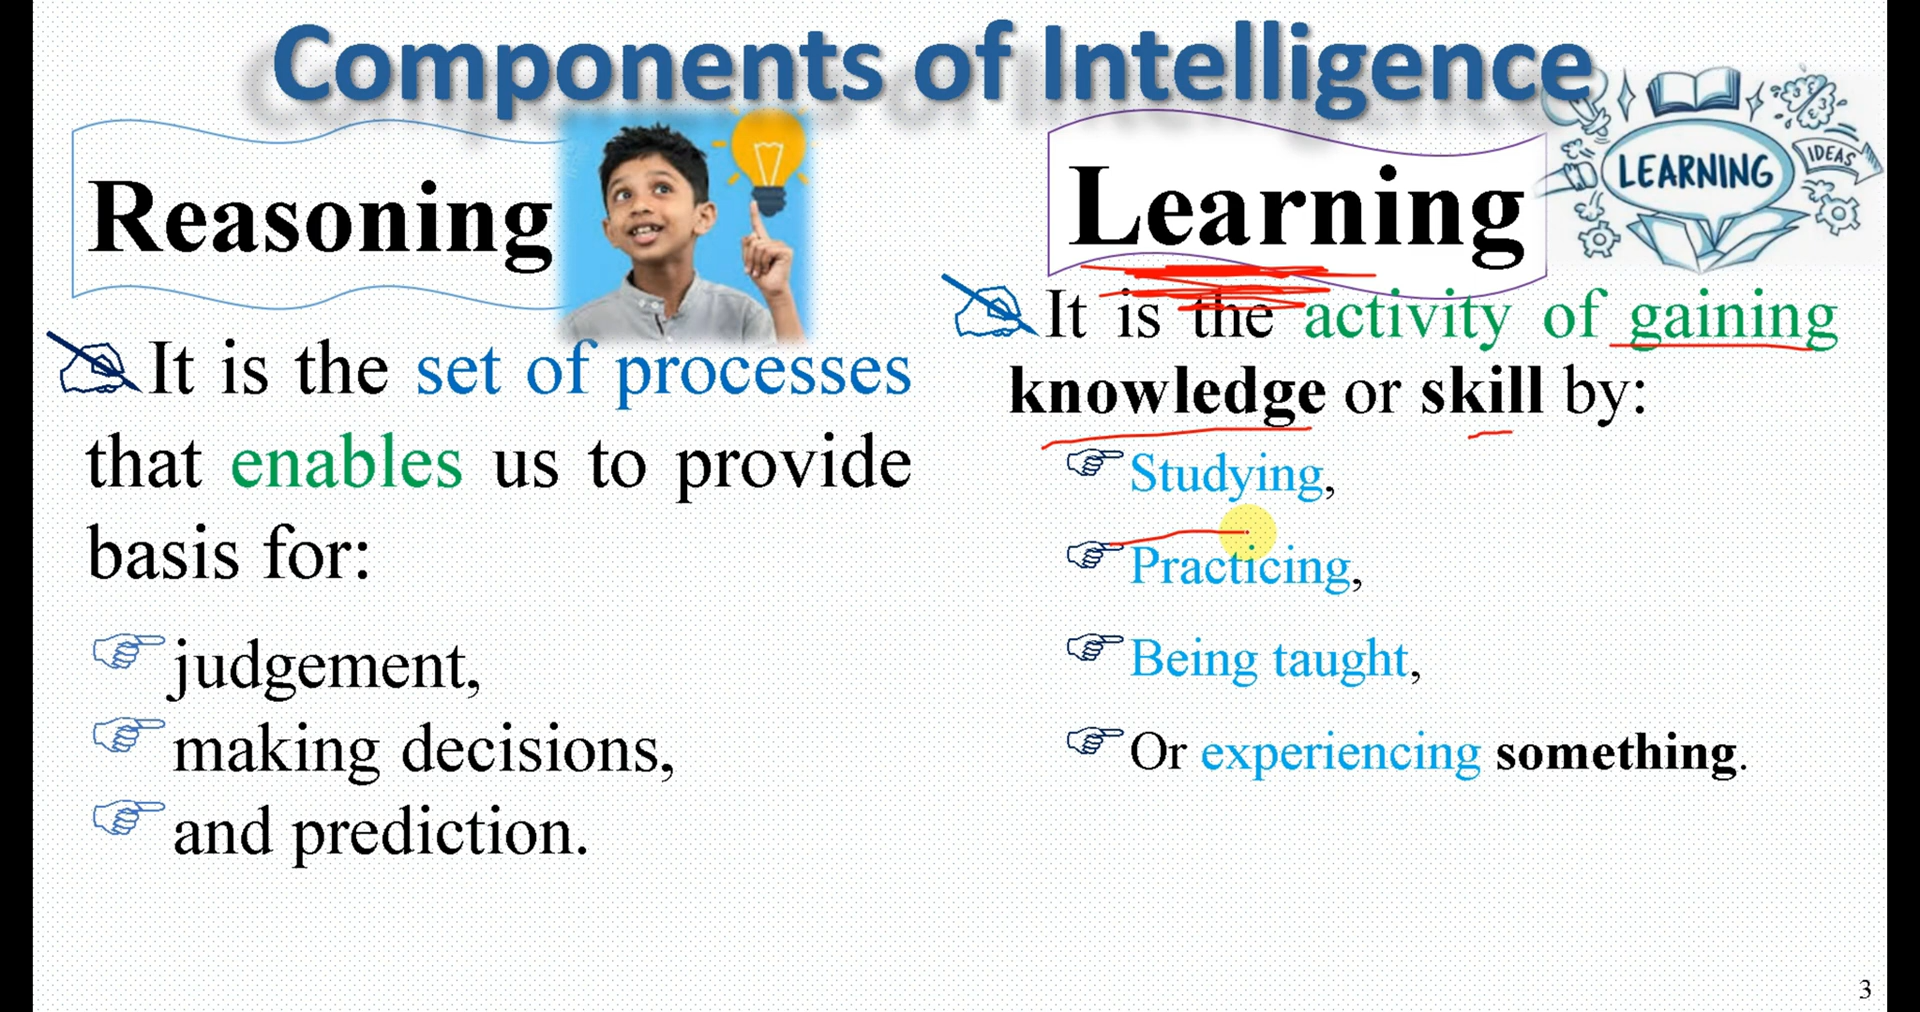 Components of Intelligence
Reasoning
It is the set of processes
that enables us to provide
basis for:
judgement,
making decisions,
and prediction.
Learning
LEARNING
IDEAS
It is the activity of gaining
knowledge or skill by:
Studying,
Practicing,
Being taught,
Or experiencing something.
3